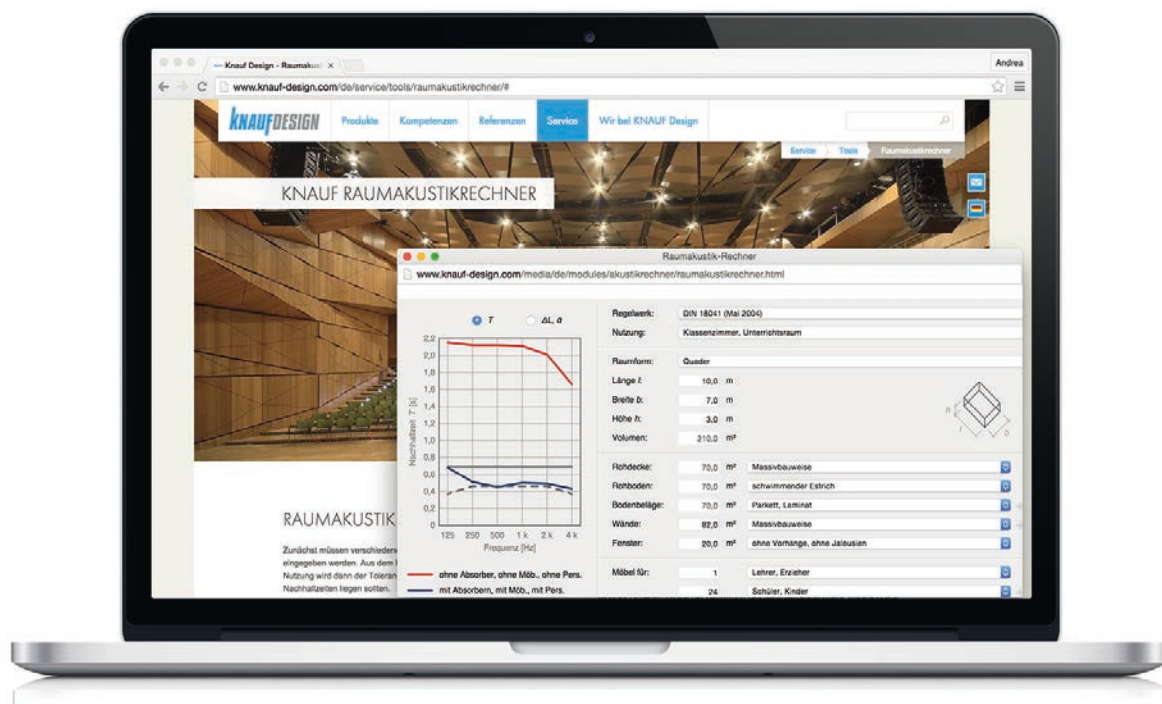 Knauf Design - Raumakus
Andrea
www.knauf-design.com/de/service/tools/raumakustikrechner/#
KNAUFDESIGN
Produkte Kompetenzen Referenzen Service Wir bei KNAUF Design
Service Tools Raumakustikrechner
KNAUF RAUMAKUSTIKRECHNER
Raumakustik-Rechner
www.knauf-design.com/media/de/modules/akustikrechner/raumakustikrechner.html
T ΔL, a
2,2
2,0
1,8
1,6
1,4
1,2
1,0
0,8
0,6
0,4
0,2
0
Nachhallzeit T [s]
125 250 500 1 k 2 k 4 k
Frequenz [Hz]
ohne Absorber, ohne Möb., ohne Pers.
mit Absorbern, mit Möb., mit Pers.
Regelwerk: DIN 18041 (Mai 2004)
Nutzung: Klassenzimmer, Unterrichtsraum
Raumform: Quader
Länge l: 10,0 m
Breite b: 7,0 m
Höhe h: 3,0 m
Volumen: 210,0 m³
h
l
b
Rohdecke: 70,0 m² Massivbauweise
Rohboden: 70,0 m² schwimmender Estrich
Bodenbeläge: 70,0 m² Parkett, Laminat
Wände: 82,0 m² Massivbauweise
Fenster: 20,0 m² ohne Vorhänge, ohne Jalousien
Möbel für: 1 Lehrer, Erzieher
24 Schüler, Kinder
RAUMAKUSTIK
Zunächst müssen verschiedene
eingegeben werden. Aus dem
Nutzung wird dann der Toleran
Nachhallzeiten liegen sollten.